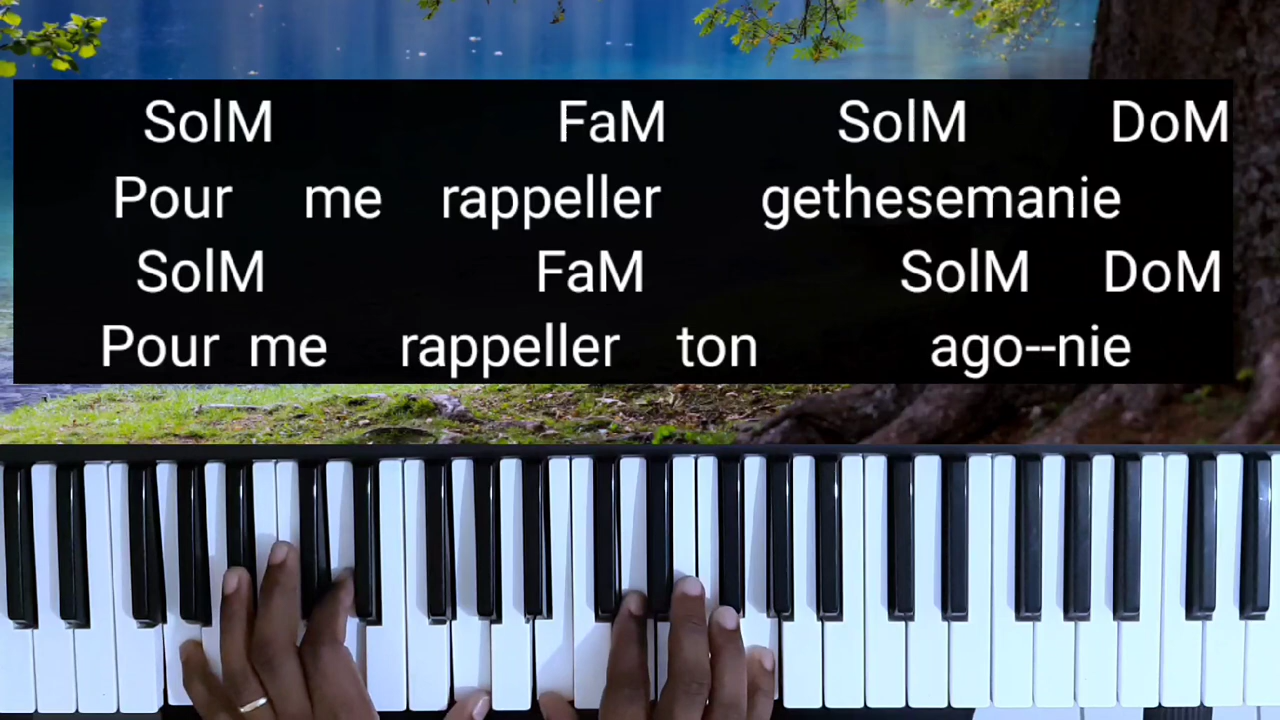 SolM FaM SolM DoM
Pour me rappeller gethesemanie
SolM FaM SolM DoM
Pour me rappeller ton ago--nie